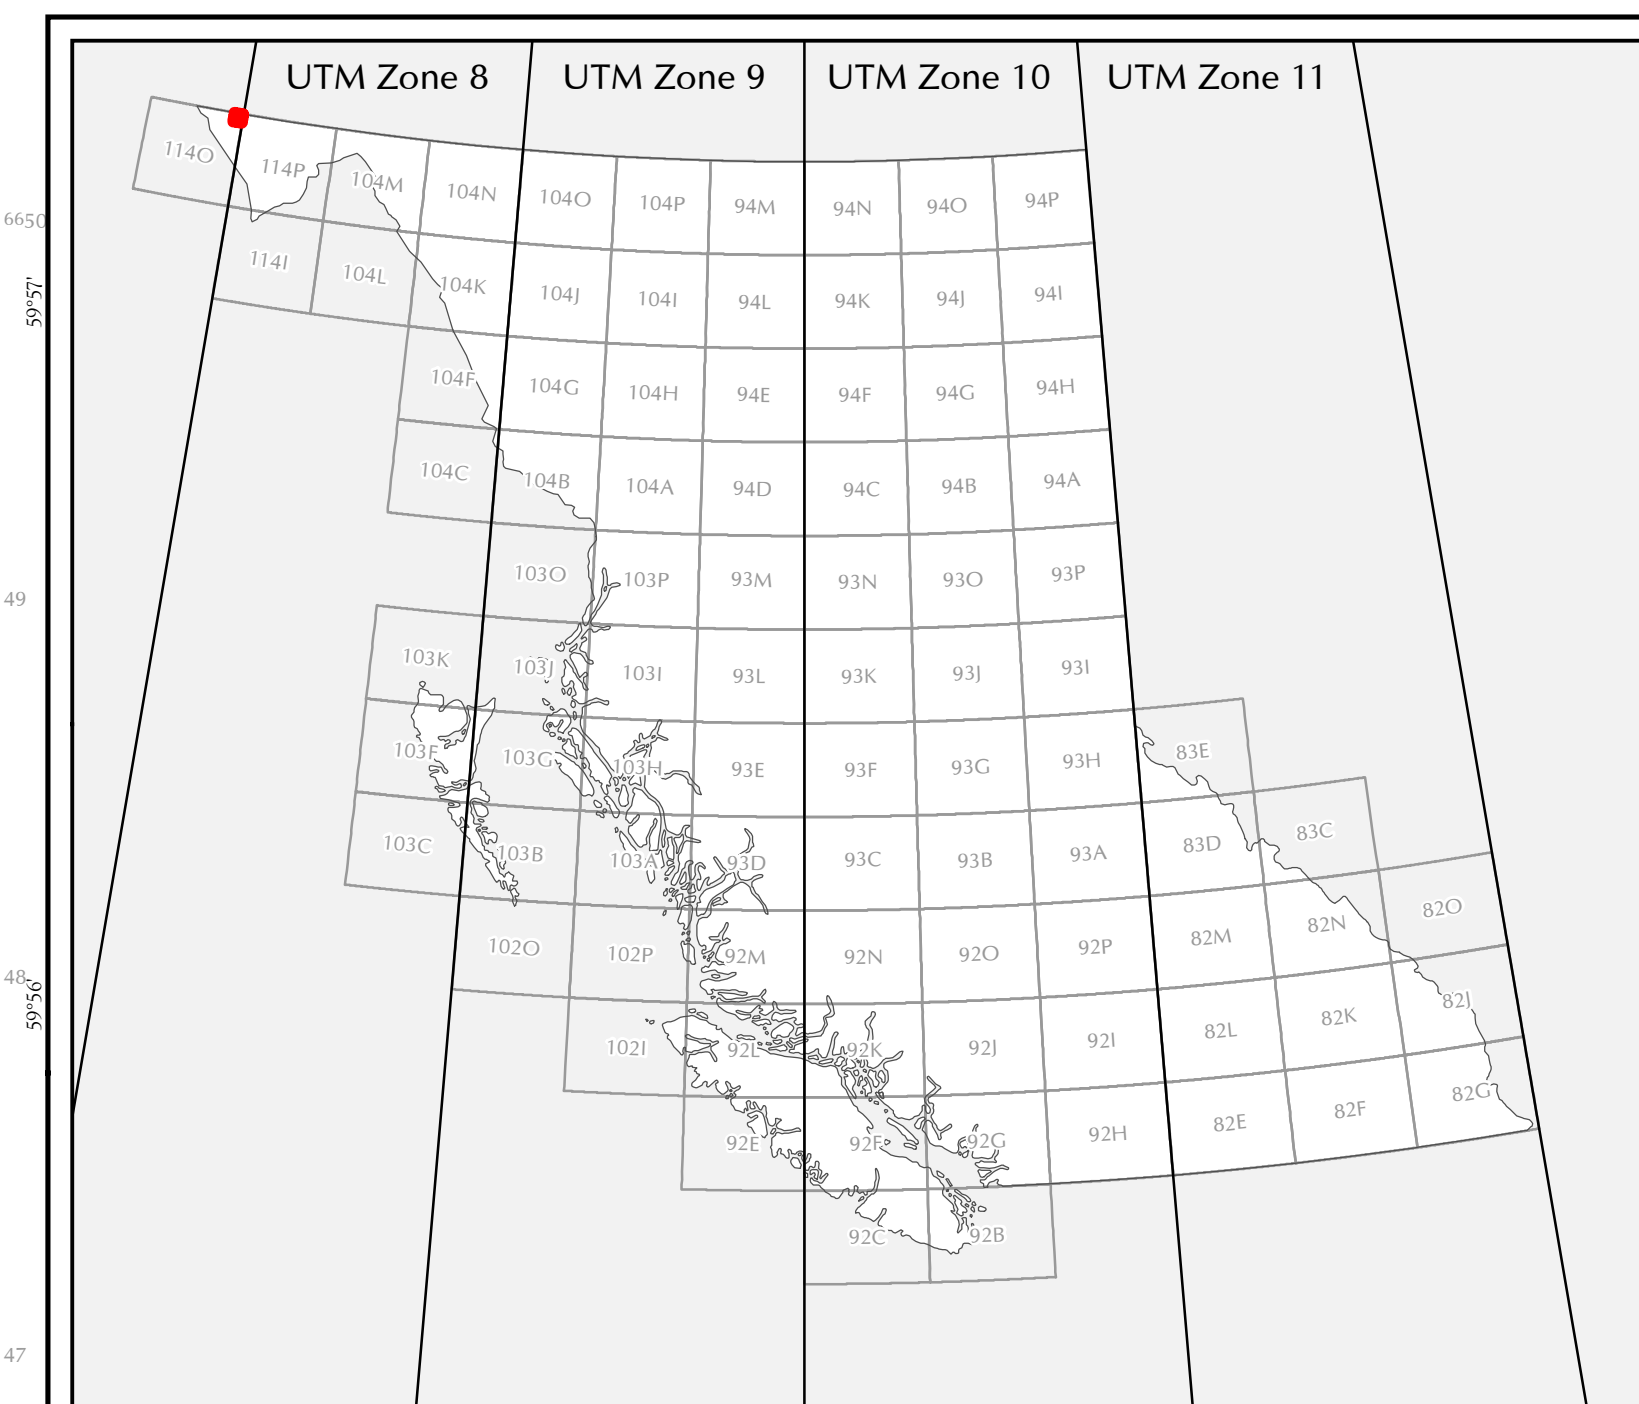 UTM Zone 8 UTM Zone 9 UTM Zone 10 UTM Zone 11
114O 114P 104M 104N 104O 104P 94M 94N 94O 94P
6650
114I 104L 104K 104J 104I 94L 94K 94J 94I
59°57'
104F 104G 104H 94E 94F 94G 94H
104C 104B 104A 94D 94C 94B 94A
103O 103P 93M 93N 93O 93P
49
103K 103J 103I 93L 93K 93J 93I
103F 103G 103H 93E 93F 93G 93H 83E
103C 103B 103A 93D 93C 93B 93A 83D 83C
102O 102P 92M 92N 92O 92P 82M 82N 82O
48
59°56'
102I 92L 92K 92J 92I 82L 82K 82J
92E 92F 92G 92H 82E 82F 82G
92C 92B
47